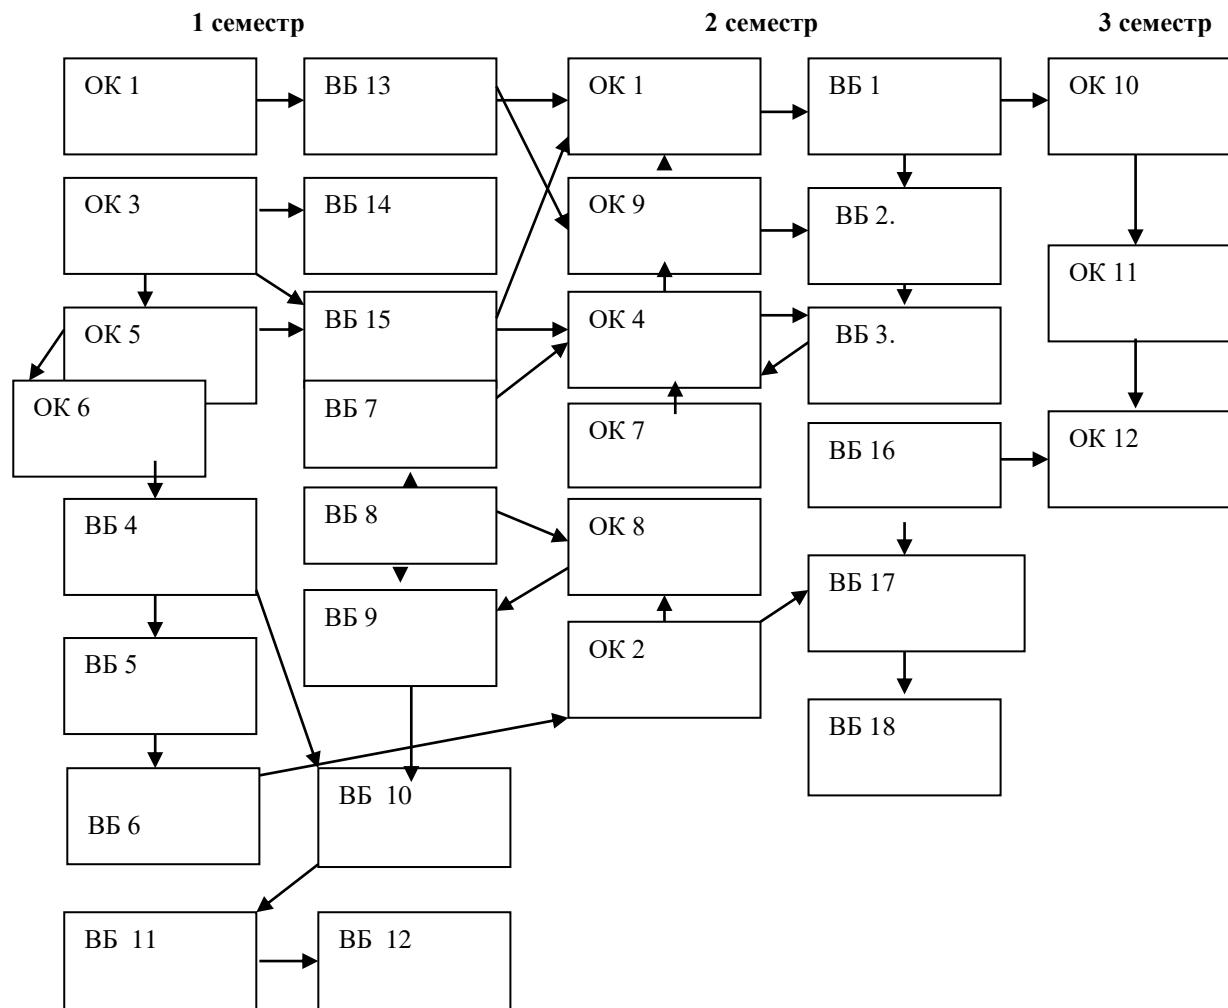 1 семестр 2 семестр 3 семестр
ОК 1 ВБ 13 ОК 1 ВБ 1 ОК 10
ОК 3 ВБ 14 ОК 9 ВБ 2.
ОК 11
ОК 5 ВБ 15 ОК 4 ВБ 3.
ОК 6 ВБ 7 ОК 7 ВБ 16 ОК 12
ВБ 4 ВБ 8 ОК 8
ВБ 17
ВБ 5 ВБ 9 ОК 2
ВБ 18
ВБ 6 ВБ 10
ВБ 11 ВБ 12